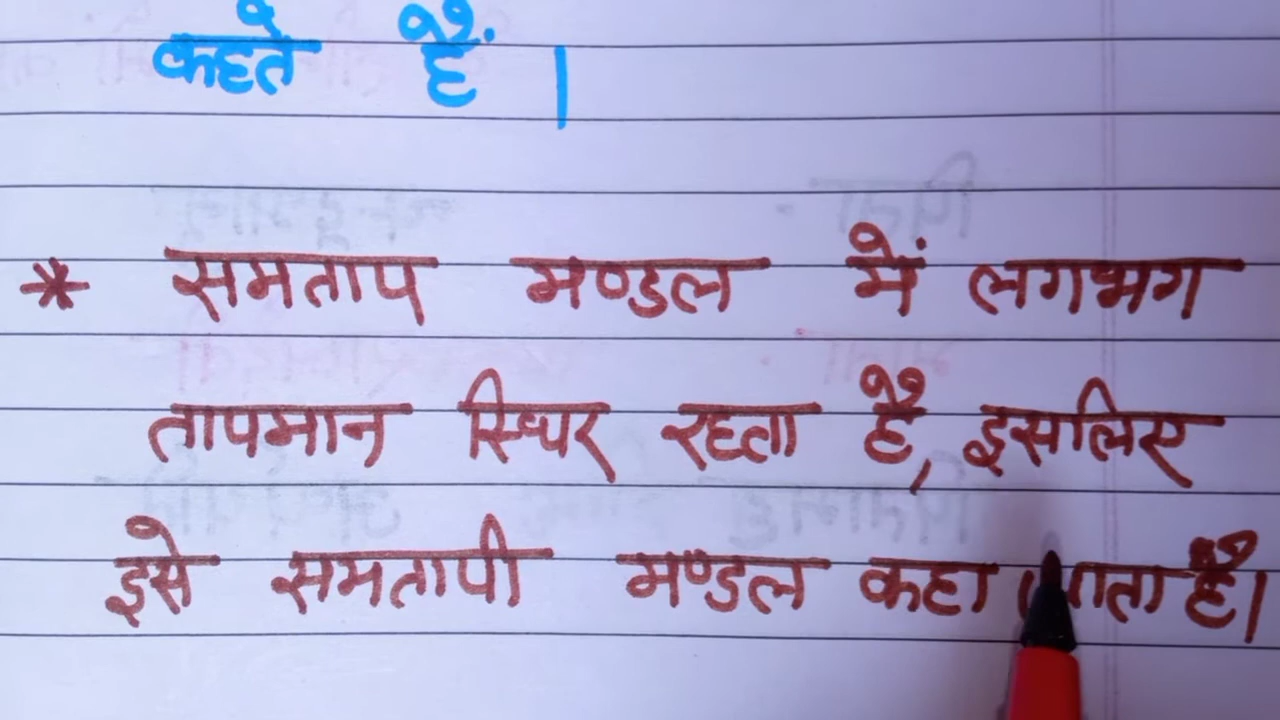 कहते हैं।
* समताप मण्डल में लगभग
तापमान स्थिर रहता है, इसलिए
इसे समतापी मण्डल कहा जाता है।